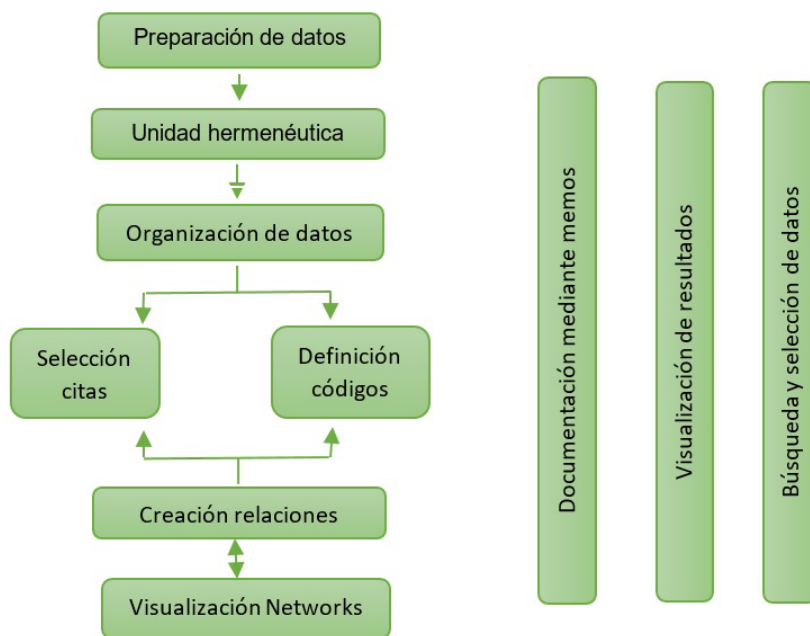 Preparación de datos
Unidad hermenéutica
Organización de datos
Selección
citas
Definición
códigos
Creación relaciones
Visualización Networks
Documentación mediante memos
Visualización de resultados
Búsqueda y selección de datos